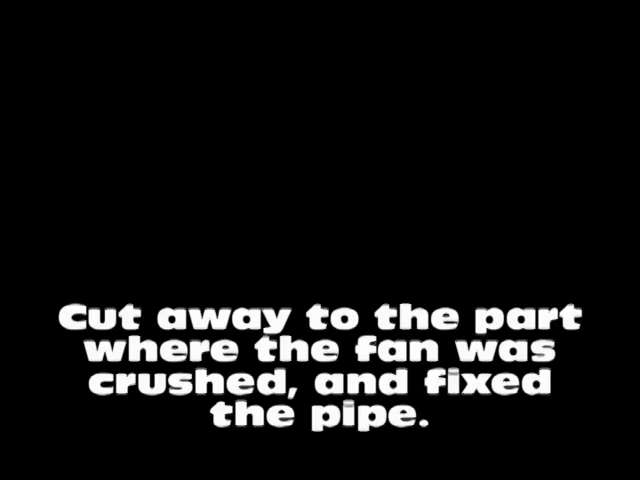 Cut away to the part
where the fan was
crushed, and fixed
the pipe.